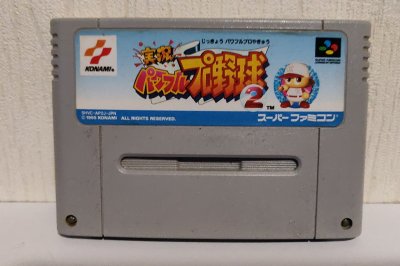 KONAMI
じっきょう パワフルプロやきゅう
実況
パワフル
プロ野球
2
TM
SHVC-AP2J-JPN
© 1995 KONAMI ALL RIGHTS RESERVED.
スーパーファミコン